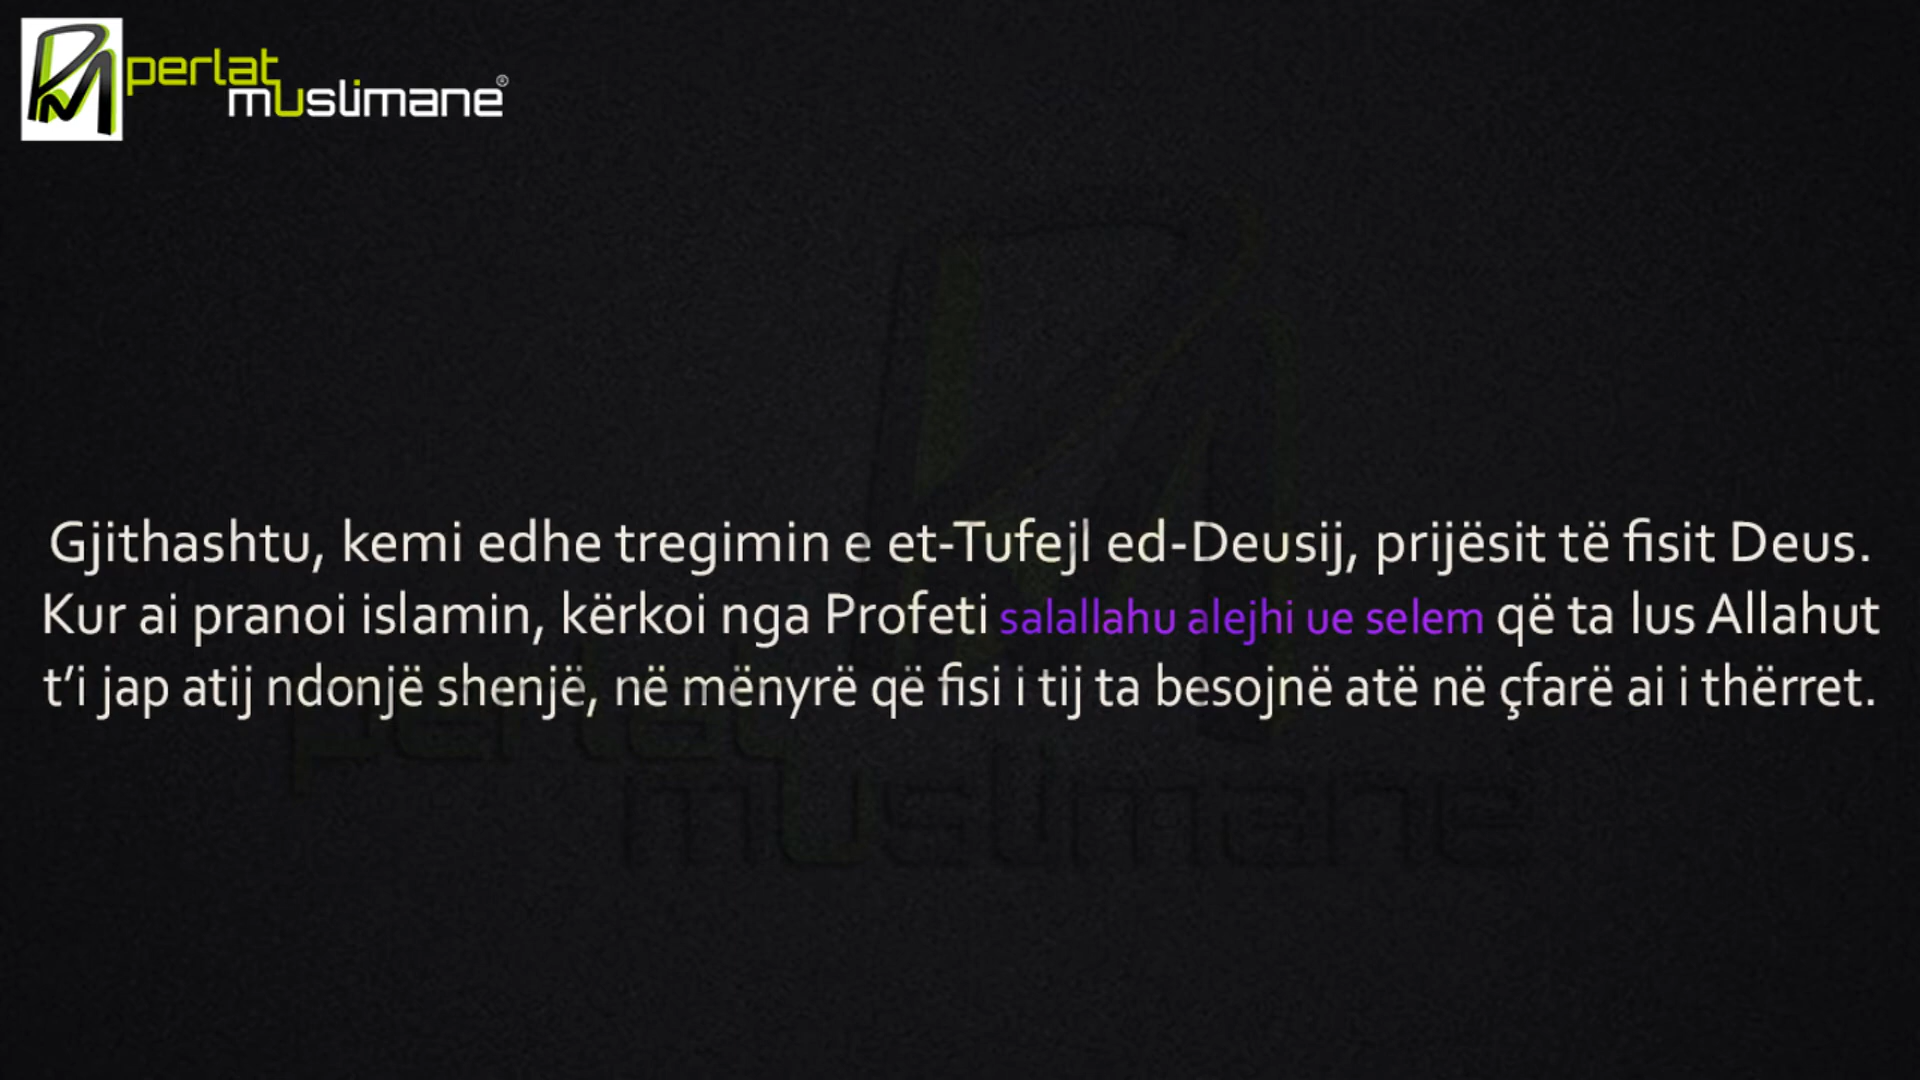 perlat
muslimane®
Gjithashtu, kemi edhe tregimin e et-Tufejl ed-Deusij, prijësit të fisit Deus.
Kur ai pranoi islamin, kërkoi nga Profeti salallahu alejhi ue selem që ta lus Allahut
t’i jap atij ndonjë shenjë, në mënyrë që fisi i tij ta besojnë atë në çfarë ai i thërret.
perlat
muslimane